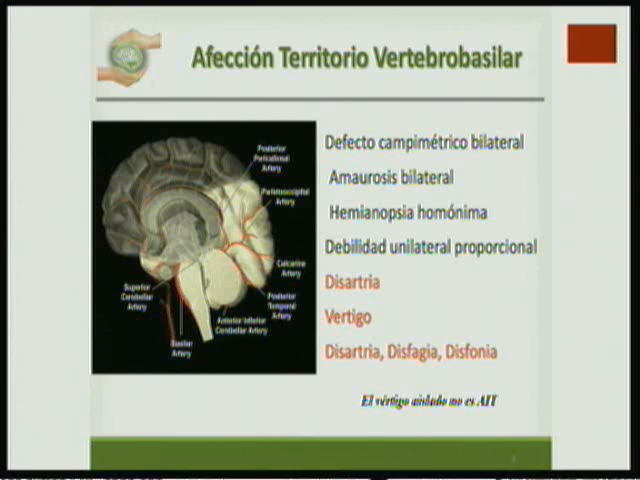 Afección Territorio Vertebrobasilar
Defecto campimétrico bilateral
Amaurosis bilateral
Hemianopsia homónima
Debilidad unilateral proporcional
Disartria
Vertigo
Disartria, Disfagia, Disfonia
El vértigo aislado no es AIT
Posterior
Pericallosal
Artery
Parietooccipital
Artery
Calcarine
Artery
Posterior
Temporal
Artery
Anterior Inferior
Cerebellar Artery
Basilar
Artery
Superior
Cerebellar
Artery